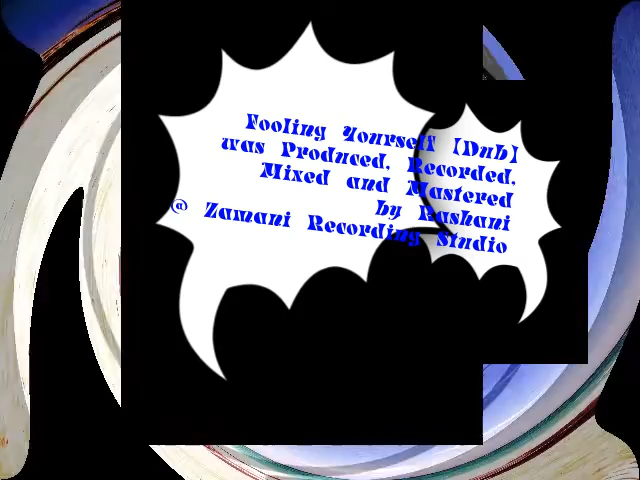 Fooling Yourself [Dub]
was Produced, Recorded,
Mixed and Mastered
by Bashani
@ Zamani Recording Studio